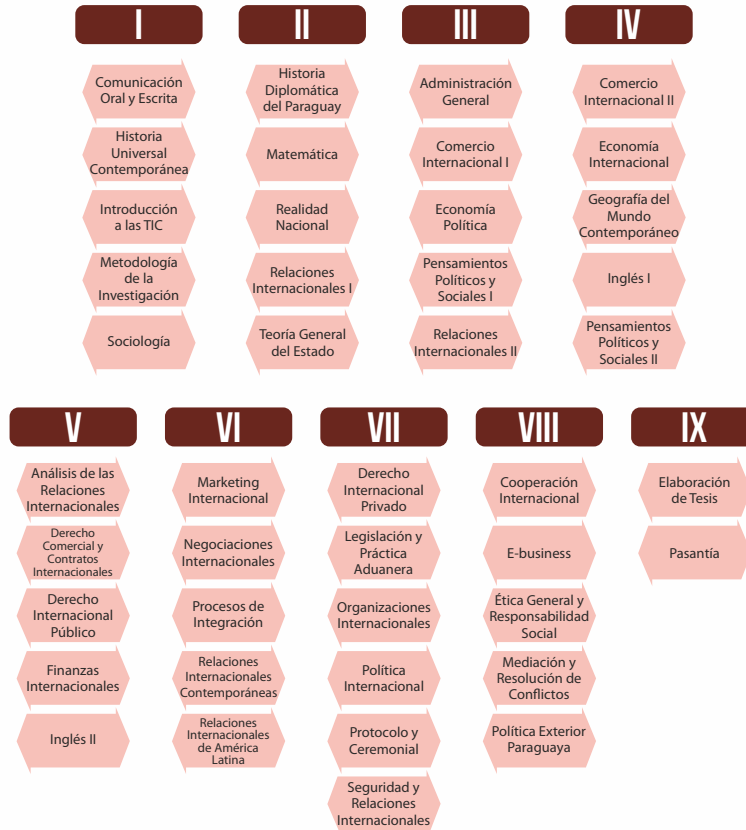 I
Comunicación
Oral y Escrita
Historia
Universal
Contemporánea
Introducción
a las TIC
Metodología
de la
Investigación
Sociología
II
Historia
Diplomática
del Paraguay
Matemática
Realidad
Nacional
Relaciones
Internacionales I
Teoría General
del Estado
III
Administración
General
Comercio
Internacional I
Economía
Política
Pensamientos
Políticos y
Sociales I
Relaciones
Internacionales II
IV
Comercio
Internacional II
Economía
Internacional
Geografía del
Mundo
Contemporáneo
Inglés I
Pensamientos
Políticos y
Sociales II
V
Análisis de las
Relaciones
Internacionales
Derecho
Comercial y
Contratos
Internacionales
Derecho
Internacional
Público
Finanzas
Internacionales
Inglés II
VI
Marketing
Internacional
Negociaciones
Internacionales
Procesos de
Integración
Relaciones
Internacionales
Contemporáneas
Relaciones
Internacionales
de América
Latina
VII
Derecho
Internacional
Privado
Legislación y
Práctica
Aduanera
Organizaciones
Internacionales
Política
Internacional
Protocolo y
Ceremonial
Seguridad y
Relaciones
Internacionales
VIII
Cooperación
Internacional
E-business
Ética General y
Responsabilidad
Social
Mediación y
Resolución de
Conflictos
Política Exterior
Paraguaya
IX
Elaboración
de Tesis
Pasantía